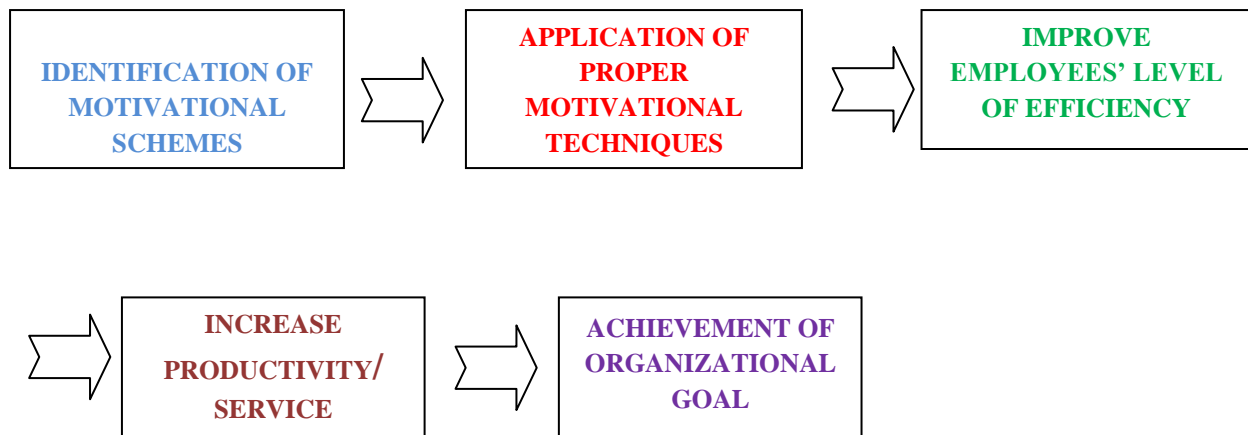 IDENTIFICATION OF
MOTIVATIONAL
SCHEMES
APPLICATION OF
PROPER
MOTIVATIONAL
TECHNIQUES
IMPROVE
EMPLOYEES’ LEVEL
OF EFFICIENCY
INCREASE
PRODUCTIVITY/
SERVICE
ACHIEVEMENT OF
ORGANIZATIONAL
GOAL